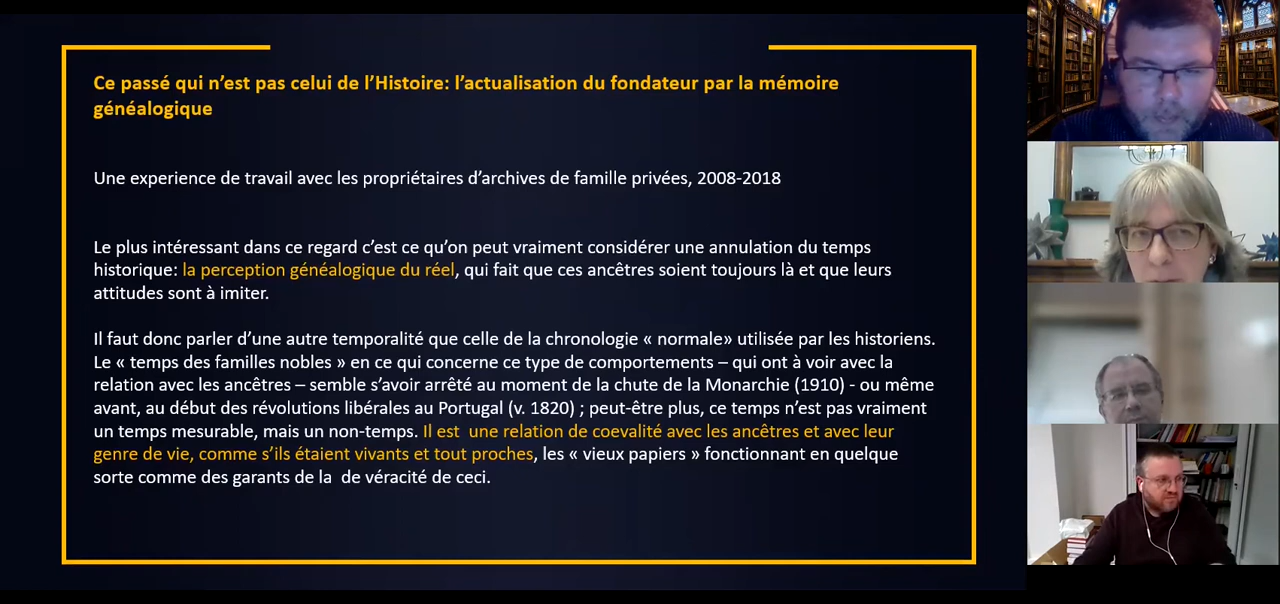 Ce passé qui n’est pas celui de l’Histoire: l’actualisation du fondateur par la mémoire
généalogique
Une experience de travail avec les propriétaires d’archives de famille privées, 2008-2018
Le plus intéressant dans ce regard c’est ce qu’on peut vraiment considérer une annulation du temps
historique: la perception généalogique du réel, qui fait que ces ancêtres soient toujours là et que leurs
attitudes sont à imiter.
Il faut donc parler d’une autre temporalité que celle de la chronologie « normale» utilisée par les historiens.
Le « temps des familles nobles » en ce qui concerne ce type de comportements – qui ont à voir avec la
relation avec les ancêtres – semble s’avoir arrêté au moment de la chute de la Monarchie (1910) - ou même
avant, au début des révolutions libérales au Portugal (v. 1820) ; peut-être plus, ce temps n’est pas vraiment
un temps mesurable, mais un non-temps. Il est une relation de coevalité avec les ancêtres et avec leur
genre de vie, comme s’ils étaient vivants et tout proches, les « vieux papiers » fonctionnant en quelque
sorte comme des garants de la de véracité de ceci.